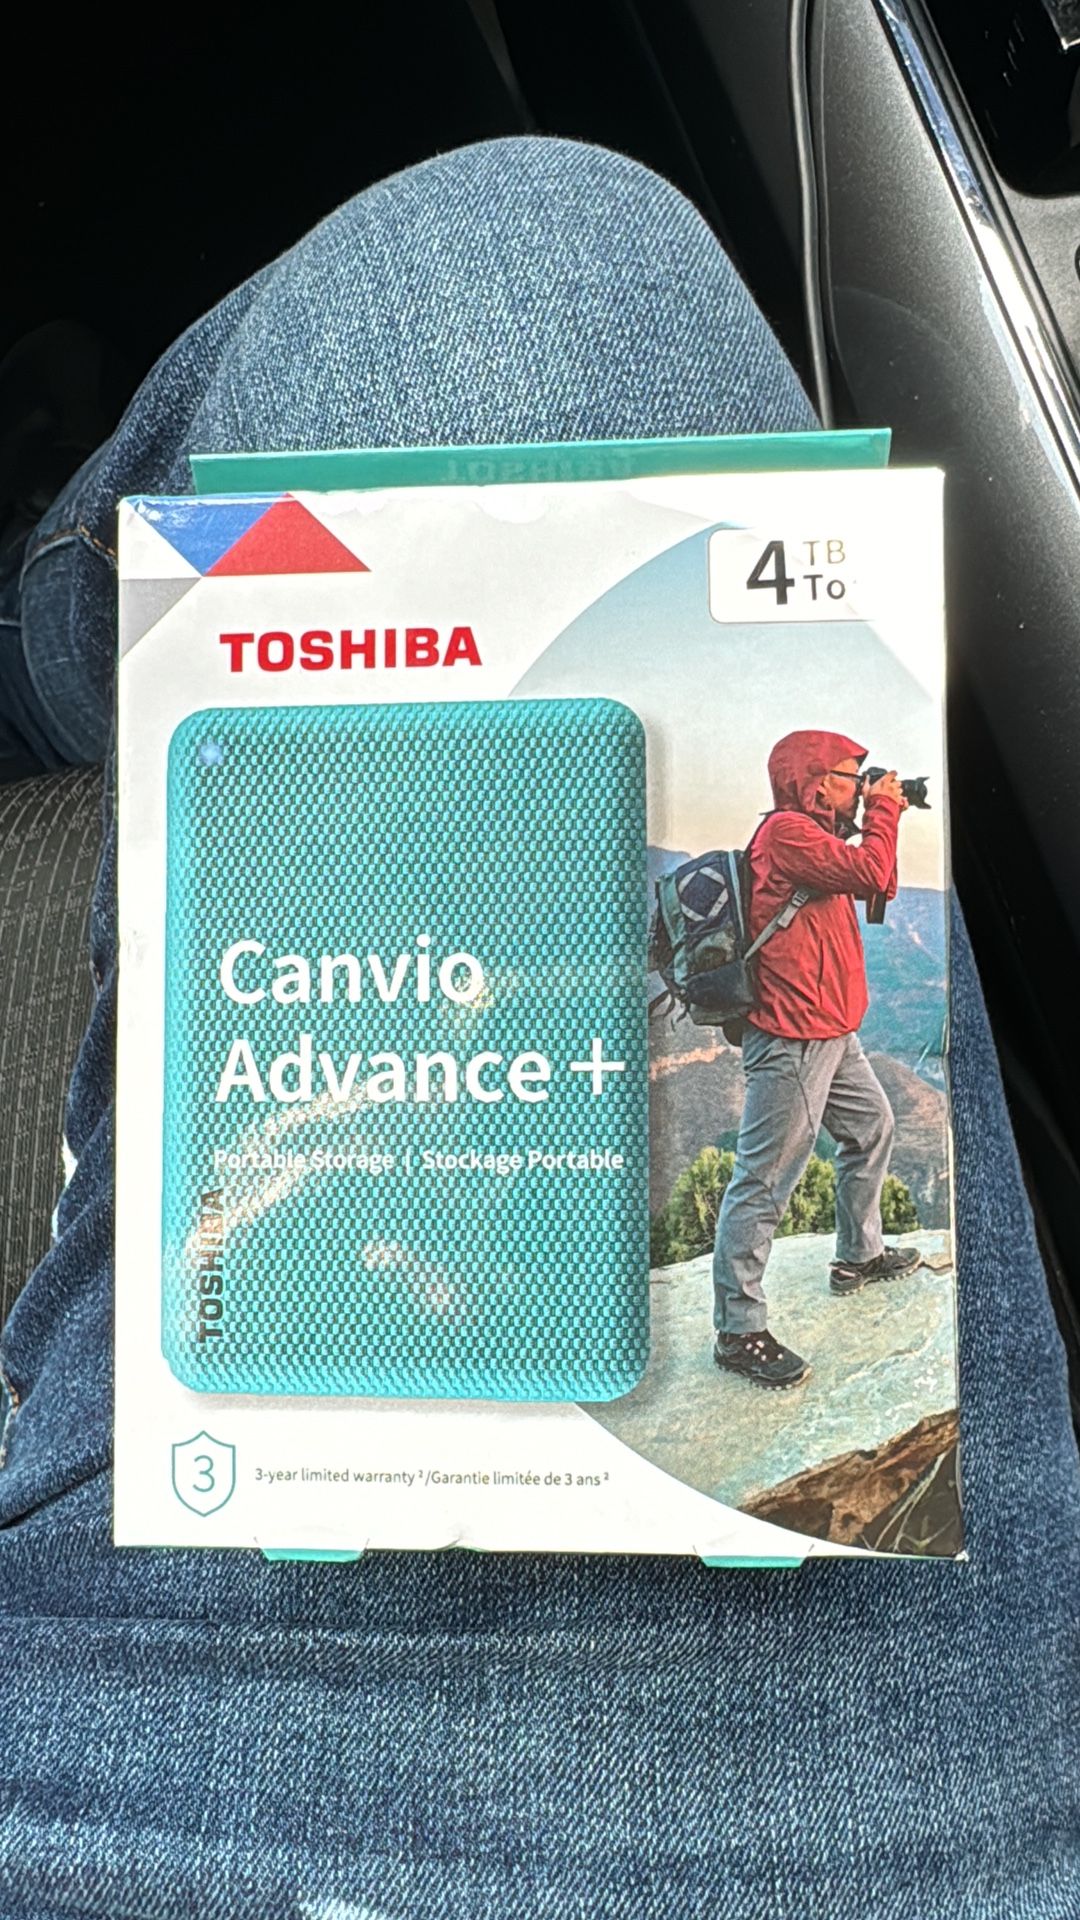 TOSHIBA
4 TB
To
TOSHIBA
Canvio
Advance +
Portable Storage | Stockage Portable
TOSHIBA
3
3-year limited warranty ²/Garantie limitée de 3 ans ²